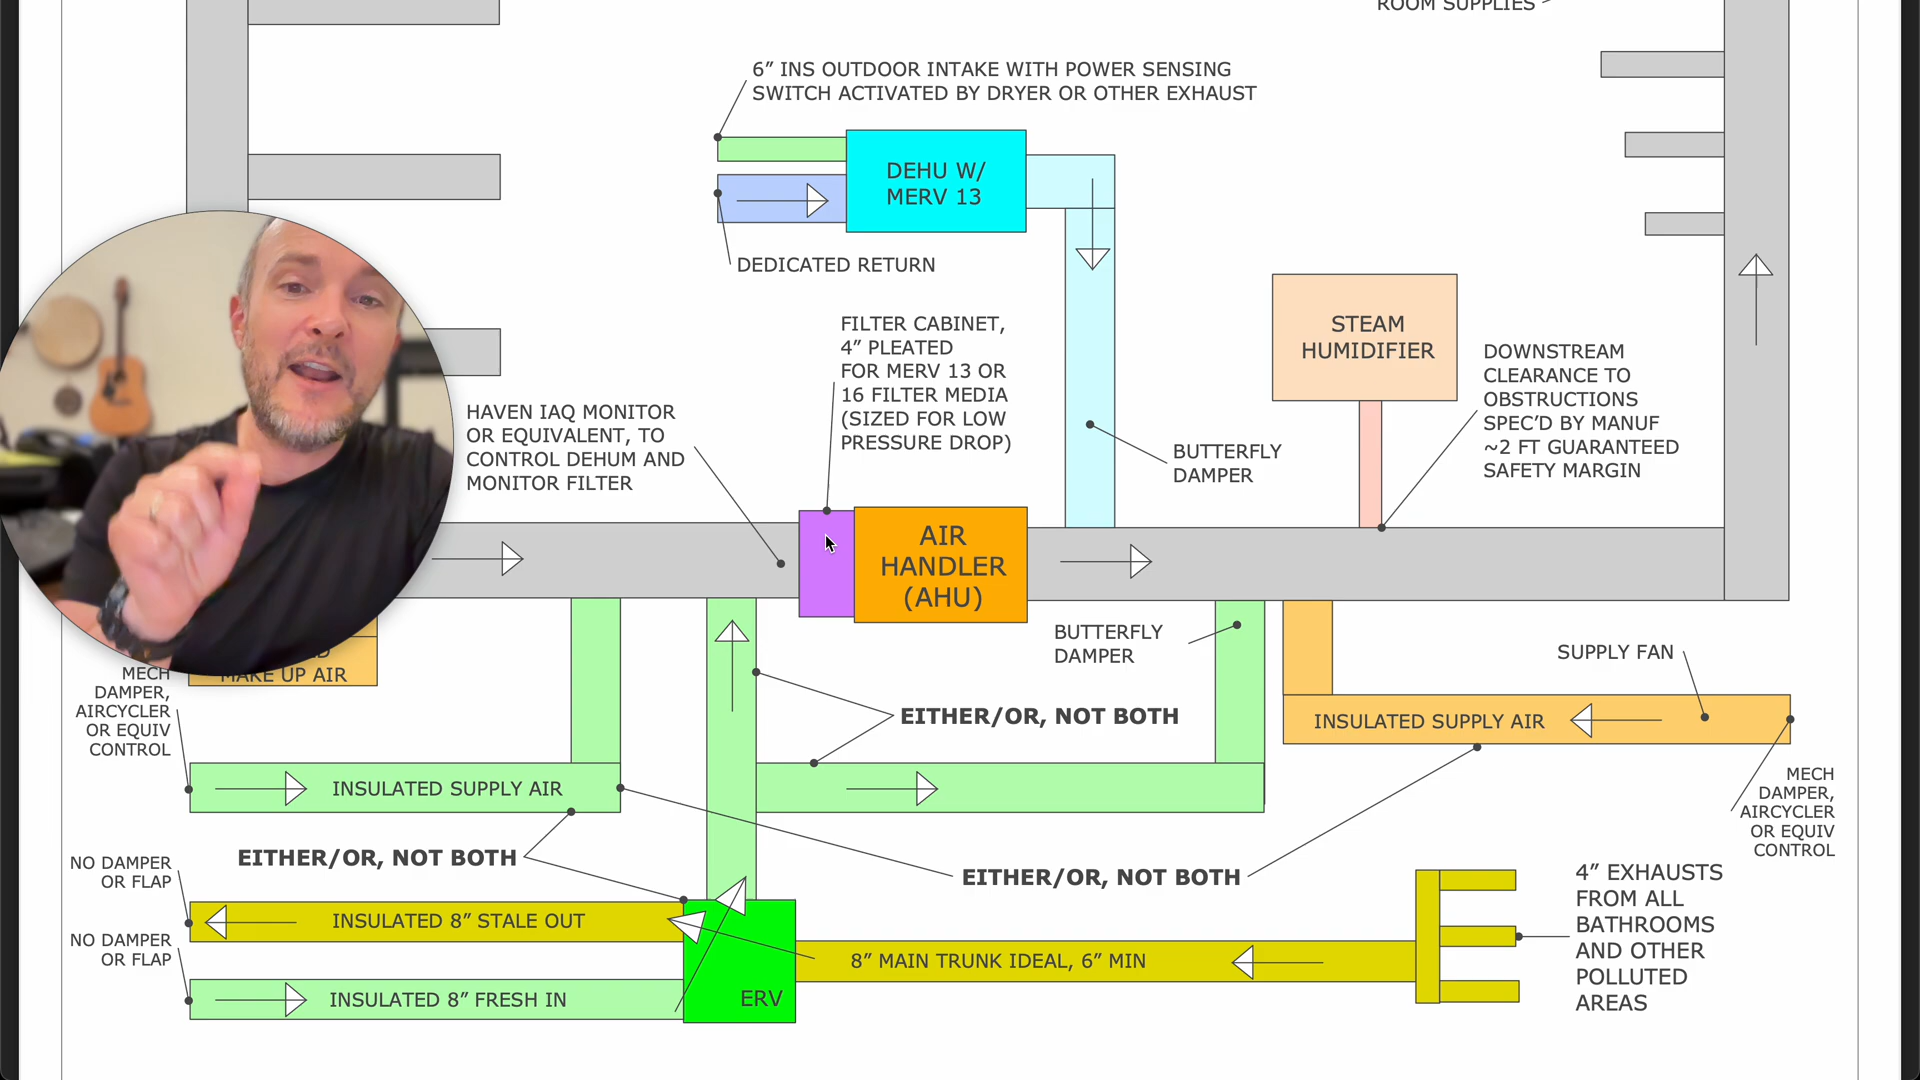 ROOM SUPPLIES
6” INS OUTDOOR INTAKE WITH POWER SENSING
SWITCH ACTIVATED BY DRYER OR OTHER EXHAUST
DEHU W/
MERV 13
DEDICATED RETURN
FILTER CABINET,
4” PLEATED
FOR MERV 13 OR
16 FILTER MEDIA
(SIZED FOR LOW
PRESSURE DROP)
STEAM
HUMIDIFIER
DOWNSTREAM
CLEARANCE TO
OBSTRUCTIONS
SPEC’D BY MANUF
~2 FT GUARANTEED
SAFETY MARGIN
HAVEN IAQ MONITOR
OR EQUIVALENT, TO
CONTROL DEHUM AND
MONITOR FILTER
BUTTERFLY
DAMPER
AIR
HANDLER
(AHU)
BUTTERFLY
DAMPER
SUPPLY FAN
MAKE UP AIR
MECH
DAMPER,
AIRCYCLER
OR EQUIV
CONTROL
EITHER/OR, NOT BOTH
INSULATED SUPPLY AIR
INSULATED SUPPLY AIR
MECH
DAMPER,
AIRCYCLER
OR EQUIV
CONTROL
EITHER/OR, NOT BOTH
EITHER/OR, NOT BOTH
NO DAMPER
OR FLAP
INSULATED 8” STALE OUT
4” EXHAUSTS
FROM ALL
BATHROOMS
AND OTHER
POLLUTED
AREAS
NO DAMPER
OR FLAP
8” MAIN TRUNK IDEAL, 6” MIN
INSULATED 8” FRESH IN
ERV